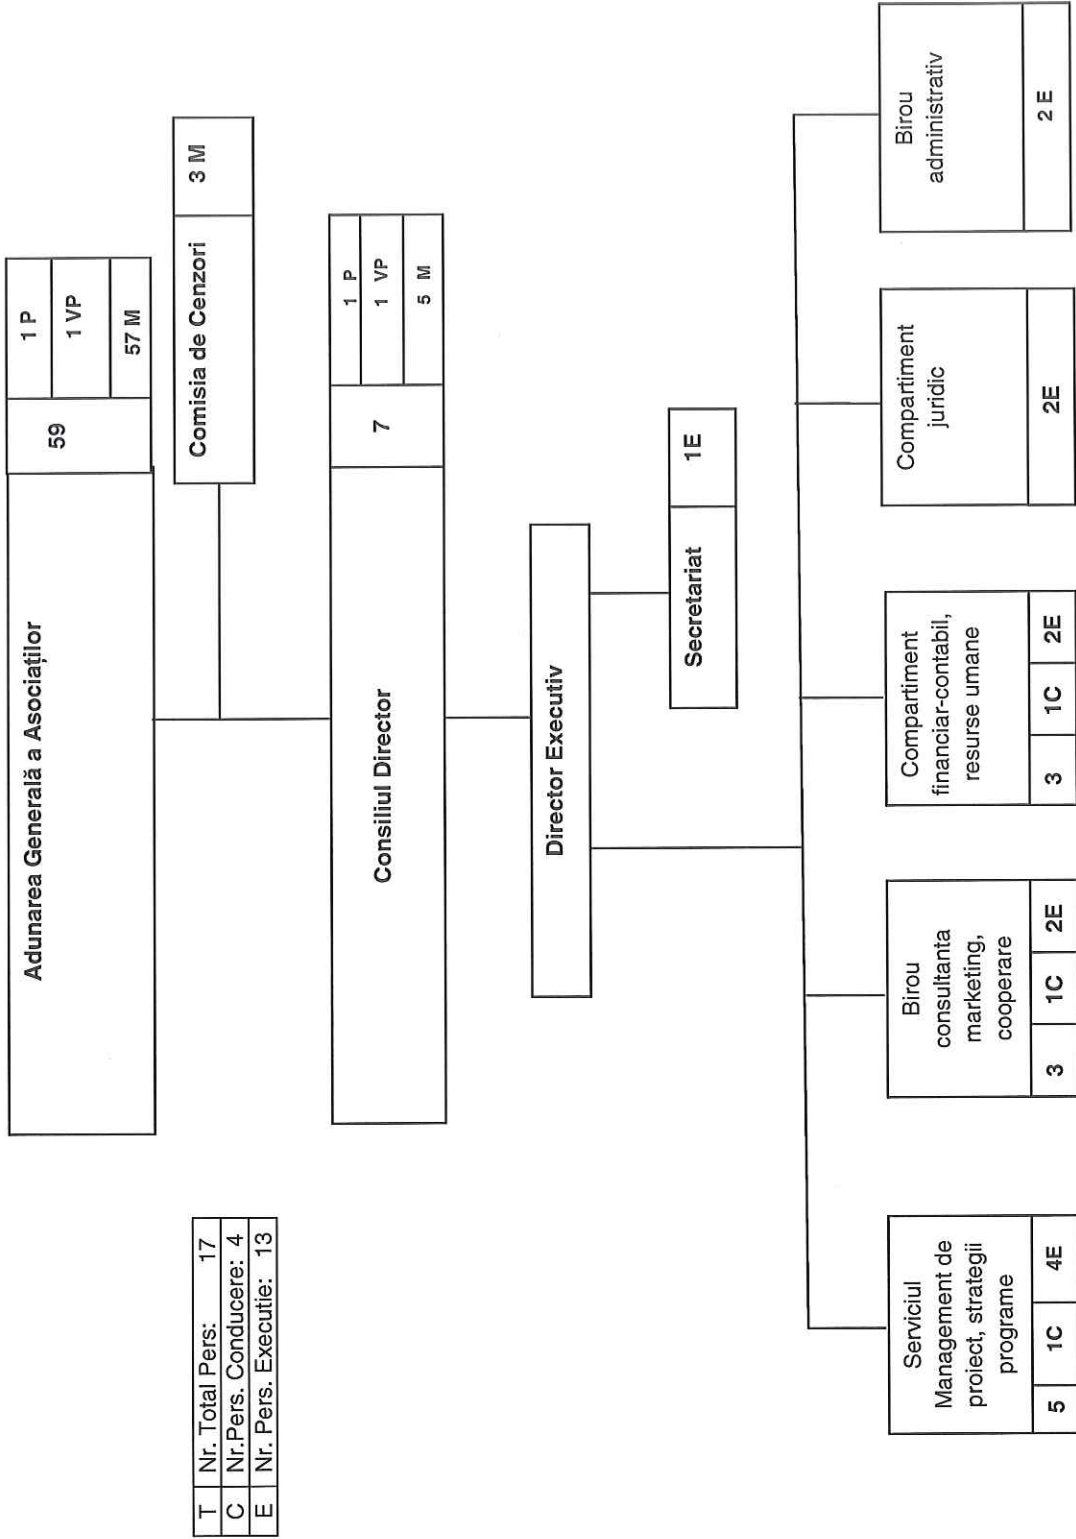 Adunarea Generală a Asociaților
59
1 P
1 VP
57 M
T Nr. Total Pers: 17
C Nr.Pers. Conducere: 4
E Nr. Pers. Executie: 13
Comisia de Cenzori
3 M
Consiliul Director
7
1 P
1 VP
5 M
Director Executiv
Secretariat
1E
Serviciul
Management de
proiect, strategii
programe
5 1C 4E
Birou
consultanta
marketing,
cooperare
3 1C 2E
Compartiment
financiar-contabil,
resurse umane
3 1C 2E
Compartiment
juridic
2E
Birou
administrativ
2 E